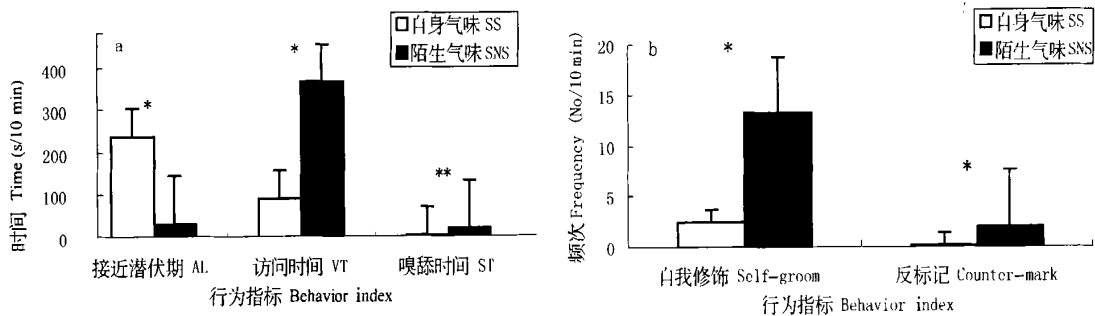 a
自身气味 SS
陌生气味 SNS
时间 Time (s/10 min)
400
300
200
100
0
*
*
**
接近潜伏期 AL
访问时间 VT
嗅舔时间 ST
行为指标 Behavior index
b
自身气味 SS
陌生气味 SNS
频次 Frequency (No/10 min)
20
15
10
5
0
*
*
自我修饰 Self-groom
反标记 Counter-mark
行为指标 Behavior index